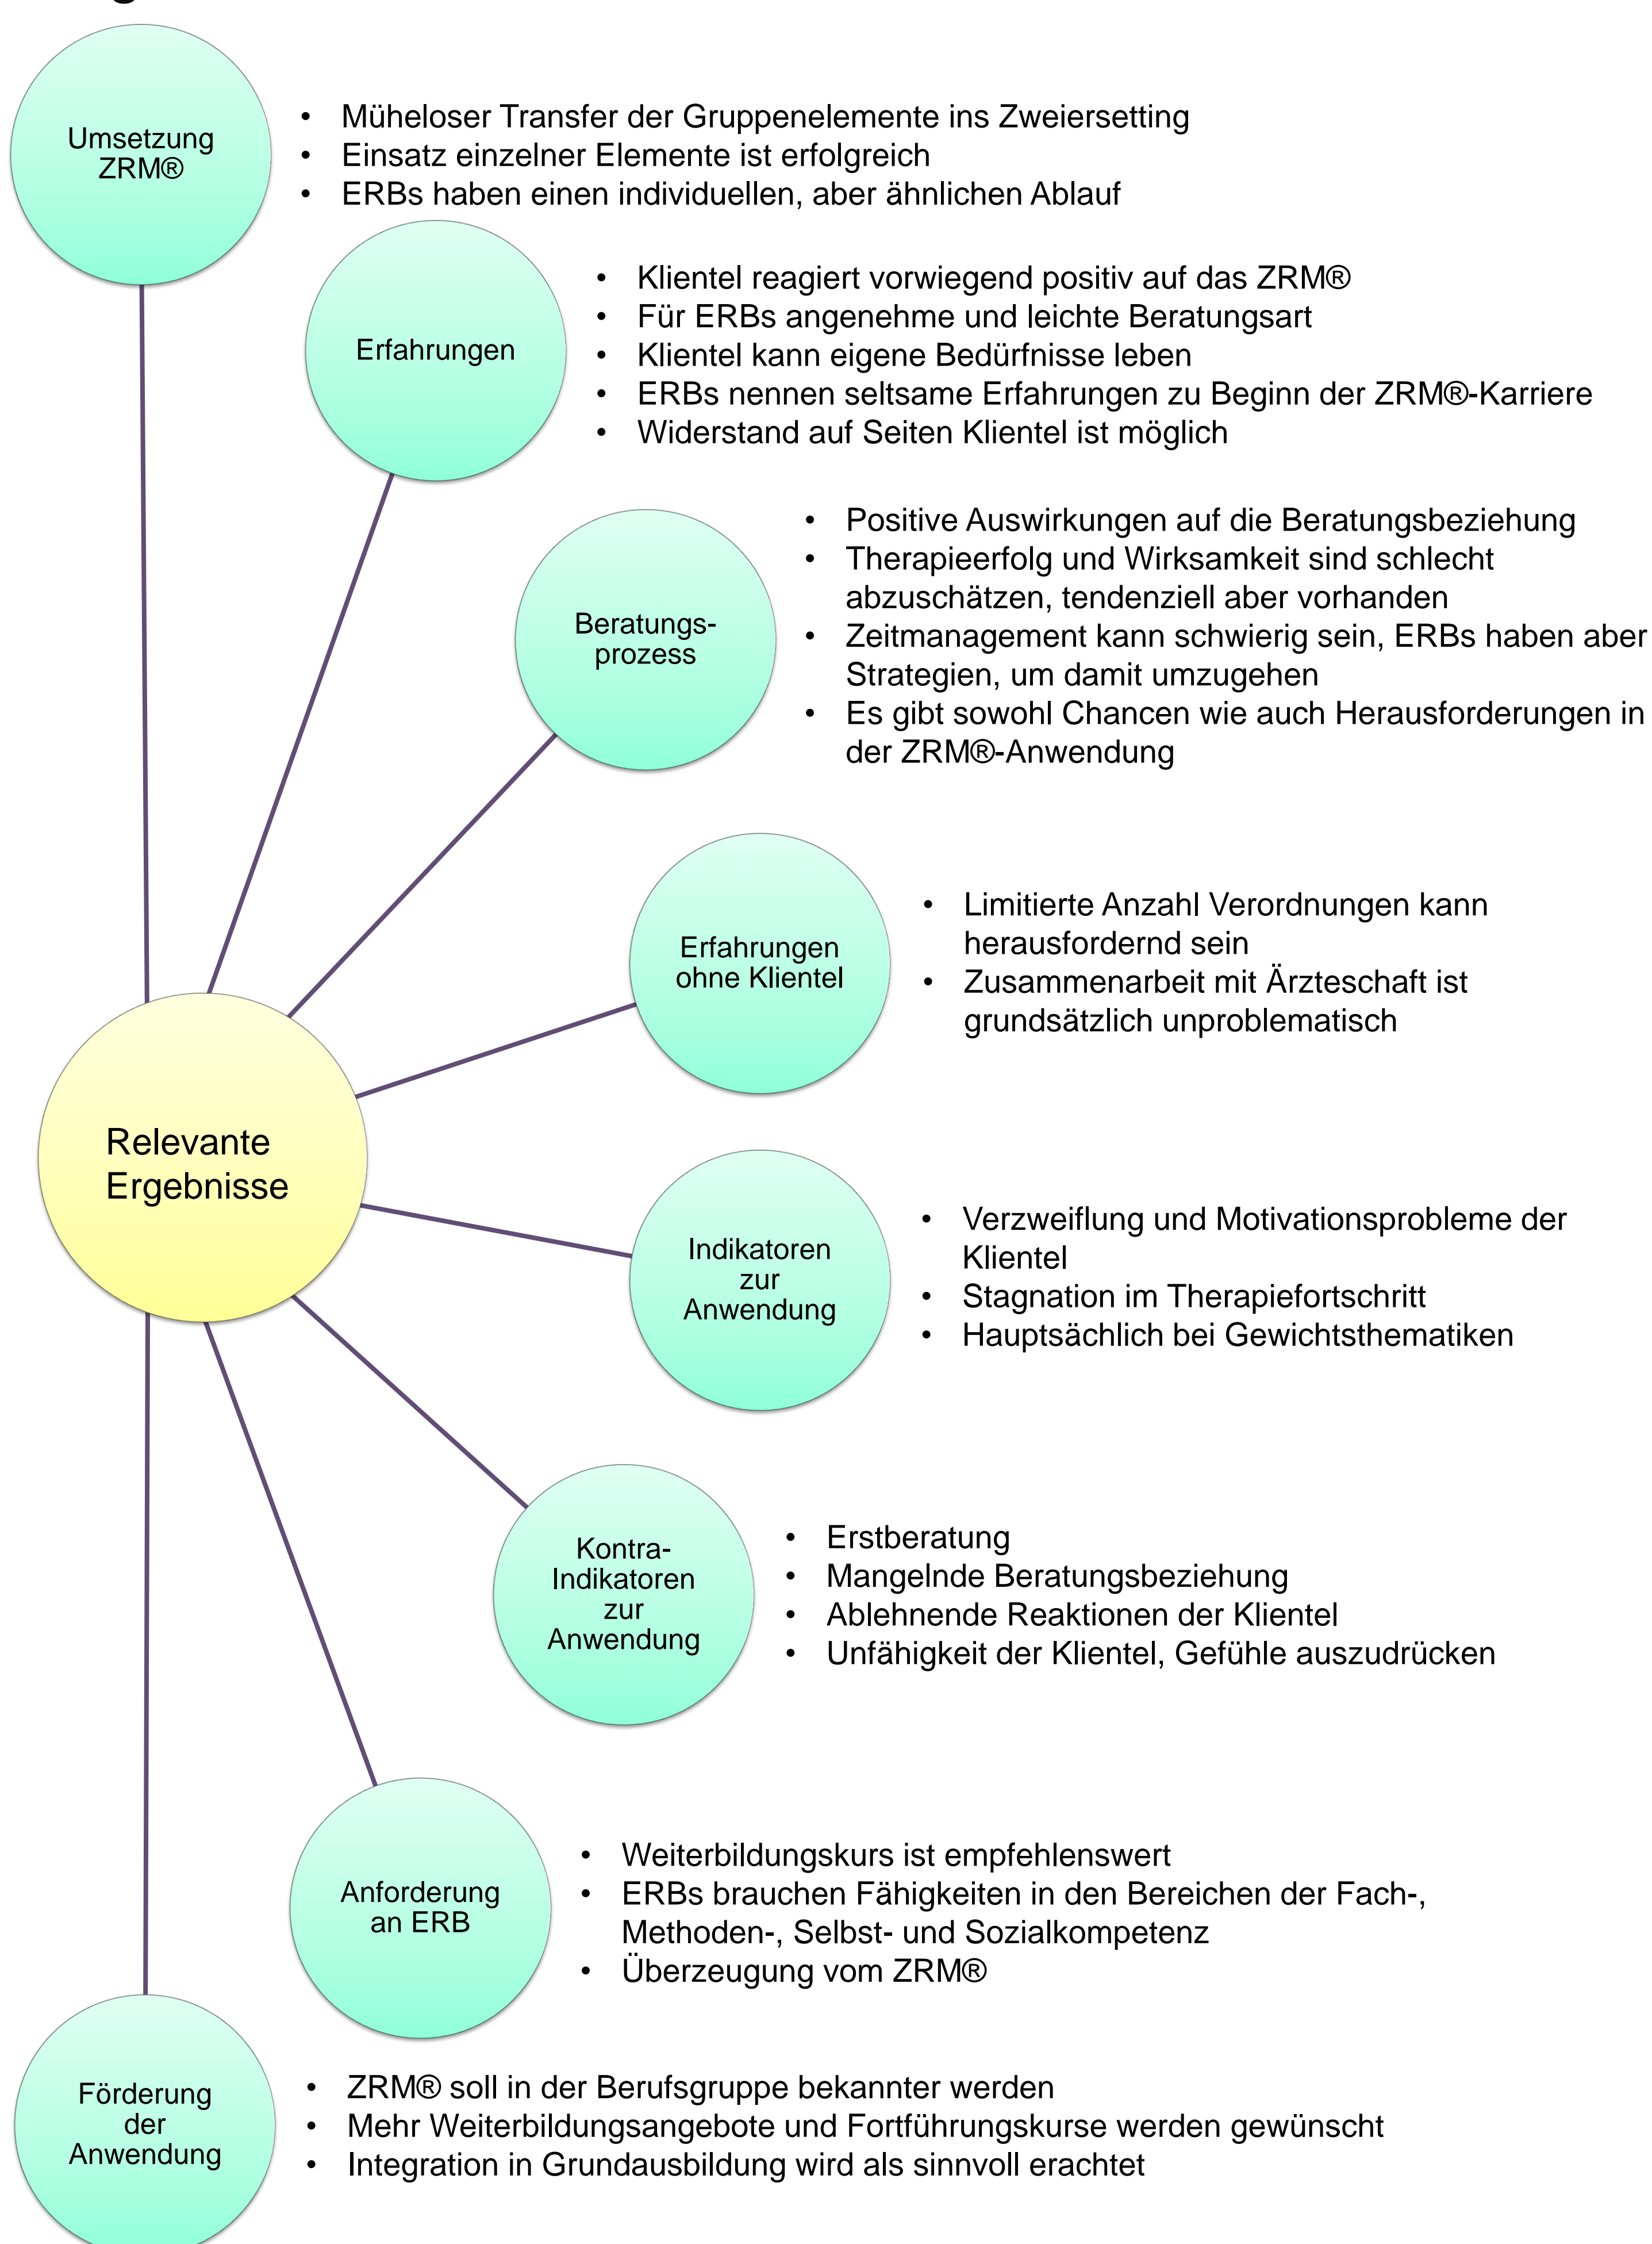 Umsetzung
ZRM®
• Müheloser Transfer der Gruppenelemente ins Zweiersetting
• Einsatz einzelner Elemente ist erfolgreich
• ERBs haben einen individuellen, aber ähnlichen Ablauf
Erfahrungen
• Klientel reagiert vorwiegend positiv auf das ZRM®
• Für ERBs angenehme und leichte Beratungsart
• Klientel kann eigene Bedürfnisse leben
• ERBs nennen seltsame Erfahrungen zu Beginn der ZRM®-Karriere
• Widerstand auf Seiten Klientel ist möglich
Beratungs-
prozess
• Positive Auswirkungen auf die Beratungsbeziehung
• Therapieerfolg und Wirksamkeit sind schlecht
abzuschätzen, tendenziell aber vorhanden
• Zeitmanagement kann schwierig sein, ERBs haben aber
Strategien, um damit umzugehen
• Es gibt sowohl Chancen wie auch Herausforderungen in
der ZRM®-Anwendung
Erfahrungen
ohne Klientel
• Limitierte Anzahl Verordnungen kann
herausfordernd sein
• Zusammenarbeit mit Ärzteschaft ist
grundsätzlich unproblematisch
Relevante
Ergebnisse
Indikatoren
zur
Anwendung
• Verzweiflung und Motivationsprobleme der
Klientel
• Stagnation im Therapiefortschritt
• Hauptsächlich bei Gewichtsthematiken
Kontra-
Indikatoren
zur
Anwendung
• Erstberatung
• Mangelnde Beratungsbeziehung
• Ablehnende Reaktionen der Klientel
• Unfähigkeit der Klientel, Gefühle auszudrücken
Anforderung
an ERB
• Weiterbildungskurs ist empfehlenswert
• ERBs brauchen Fähigkeiten in den Bereichen der Fach-,
Methoden-, Selbst- und Sozialkompetenz
• Überzeugung vom ZRM®
Förderung
der
Anwendung
• ZRM® soll in der Berufsgruppe bekannter werden
• Mehr Weiterbildungsangebote und Fortführungskurse werden gewünscht
• Integration in Grundausbildung wird als sinnvoll erachtet